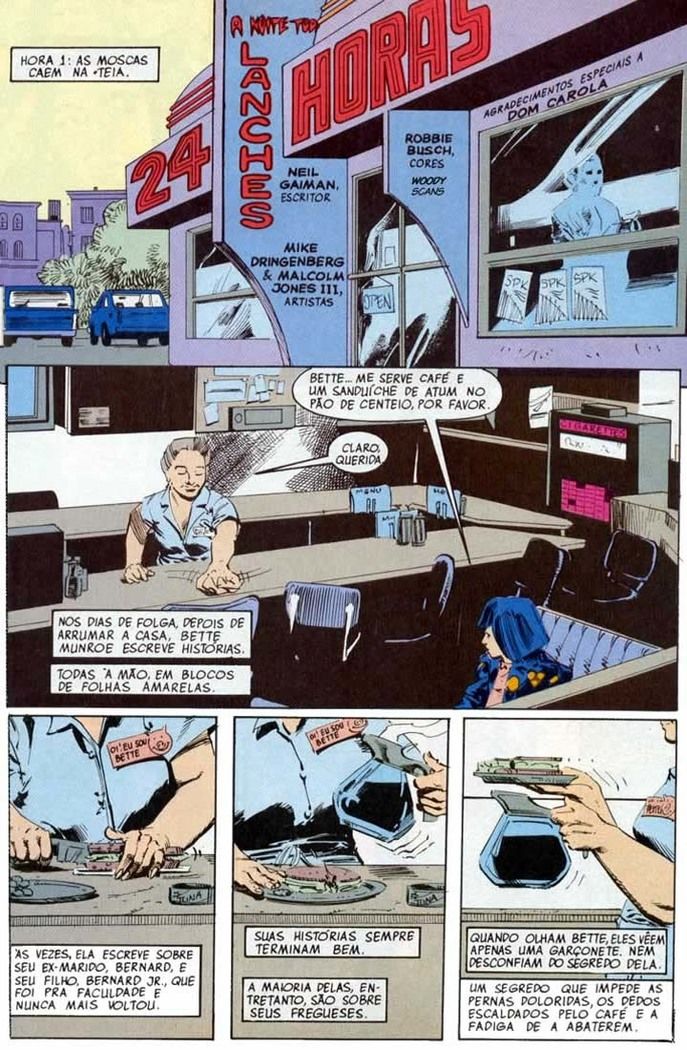 HORA 1: AS MOSCAS
CAEM NA TEIA.
A NOITE TODA
LANCHES
24
HORAS
NEIL
GAIMAN,
ESCRITOR
MIKE
DRINGENBERG
& MALCOLM
JONES III,
ARTISTAS
ROBBIE
BUSCH,
CORES
WOODY
SCANS
AGRADECIMENTOS ESPECIAIS A
DOM CAROLA
OPEN
SPK
SPK
SPK
BETTE... ME SERVE CAFÉ E
UM SANDUÍCHE DE ATUM NO
PÃO DE CENTEIO, POR FAVOR.
CLARO,
QUERIDA.
CIGARETTES
MENU
NOS DIAS DE FOLGA, DEPOIS DE
ARRUMAR A CASA, BETTE
MUNROE ESCREVE HISTÓRIAS.
TODAS À MÃO, EM BLOCOS
DE FOLHAS AMARELAS.
OI! EU SOU
BETTE
ÀS VEZES, ELA ESCREVE SOBRE
SEU EX-MARIDO, BERNARD, E
SEU FILHO, BERNARD JR., QUE
FOI PRA FACULDADE E
NUNCA MAIS VOLTOU.
OI! EU SOU
BETTE
SUAS HISTÓRIAS SEMPRE
TERMINAM BEM.
A MAIORIA DELAS, EN-
TRETANTO, SÃO SOBRE
SEUS FREGUESES.
QUANDO OLHAM BETTE, ELES VÊEM
APENAS UMA GARÇONETE. NEM
DESCONFIAM DO SEGREDO DELA.
UM SEGREDO QUE IMPEDE AS
PERNAS DOLORIDAS, OS DEDOS
ESCALDADOS PELO CAFÉ E A
FADIGA DE A ABATEREM.